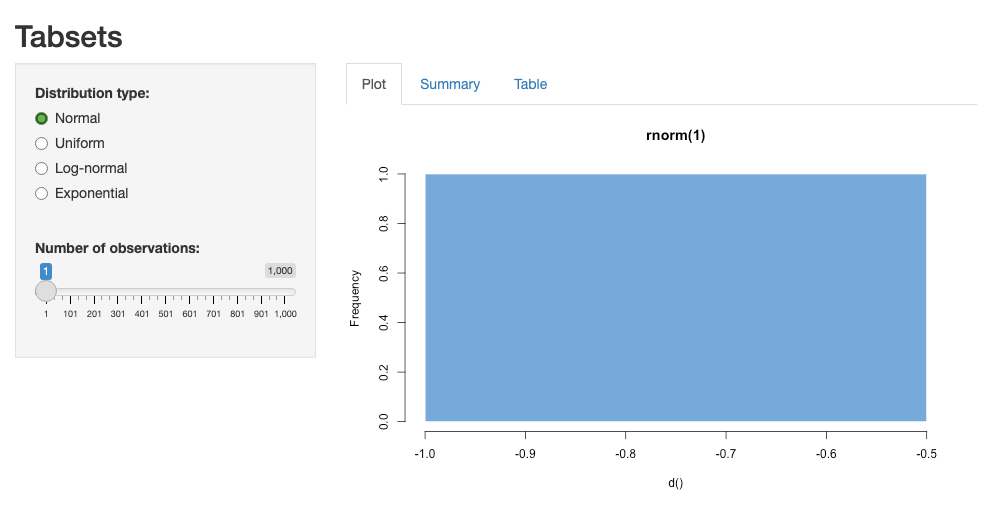 Tabsets
Distribution type:
Normal
Uniform
Log-normal
Exponential
Number of observations:
1 1,000
1 101 201 301 401 501 601 701 801 901 1,000
Plot Summary Table
rnorm(1)
Frequency
1.0
0.8
0.6
0.4
0.2
0.0
-1.0 -0.9 -0.8 -0.7 -0.6 -0.5
d()